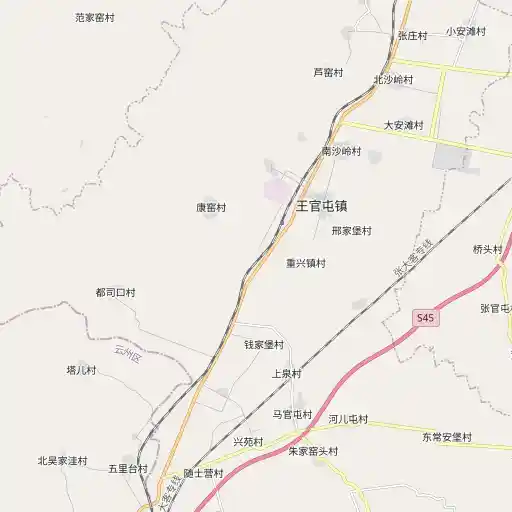 范家窑村
小安滩村
张庄村
芦窑村
北沙岭村
大安滩村
南沙岭村
王官屯镇
康窑村
邢家堡村
张大客专线
桥头村
重兴镇村
都司口村
张官屯村
S45
钱家堡村
云州区
塔儿村
上泉村
马官屯村
河儿屯村
兴苑村
东常安堡村
朱家窑头村
北吴家洼村
五里台村
随士营村
大客专线